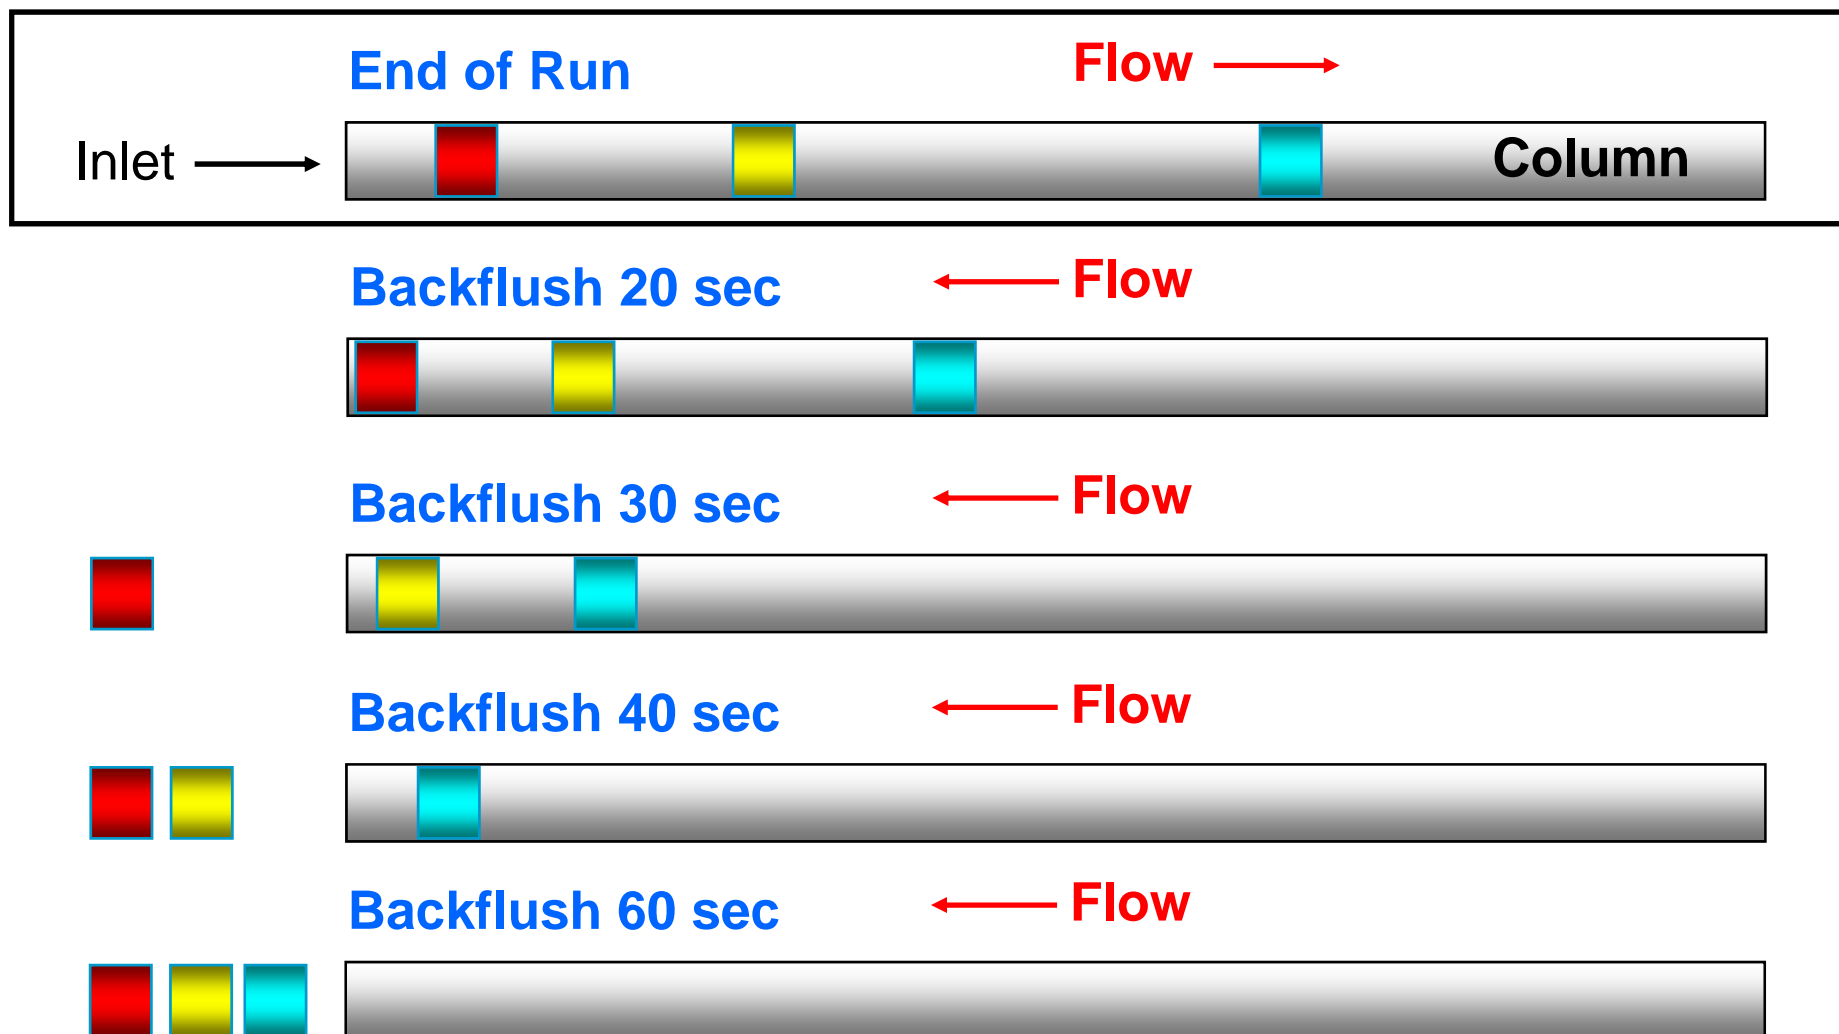 End of Run
Flow
Inlet
Column
Backflush 20 sec
Flow
Backflush 30 sec
Flow
Backflush 40 sec
Flow
Backflush 60 sec
Flow